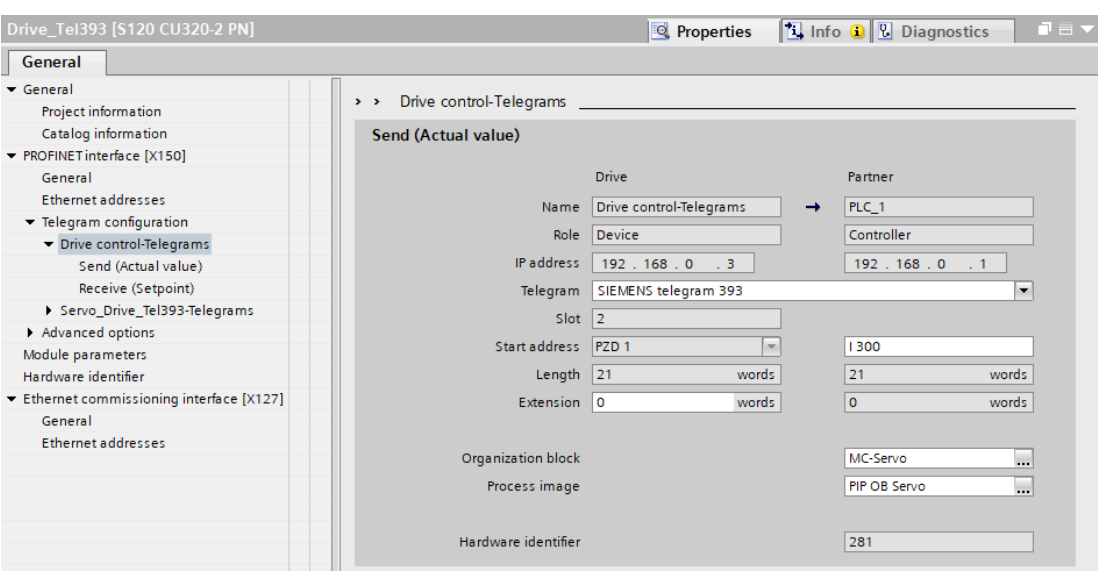 Drive_Tel393 [S120 CU320-2 PN]
Properties
Info
Diagnostics
General
General
Project information
Catalog information
PROFINET interface [X150]
General
Ethernet addresses
Telegram configuration
Drive control-Telegrams
Send (Actual value)
Receive (Setpoint)
Servo_Drive_Tel393-Telegrams
Advanced options
Module parameters
Hardware identifier
Ethernet commissioning interface [X127]
General
Ethernet addresses
> > Drive control-Telegrams
Send (Actual value)
Drive Partner
Name Drive control-Telegrams → PLC_1
Role Device Controller
IP address 192 . 168 . 0 . 3 192 . 168 . 0 . 1
Telegram SIEMENS telegram 393
Slot 2
Start address PZD 1 I 300
Length 21 words 21 words
Extension 0 words 0 words
Organization block MC-Servo ...
Process image PIP OB Servo ...
Hardware identifier 281